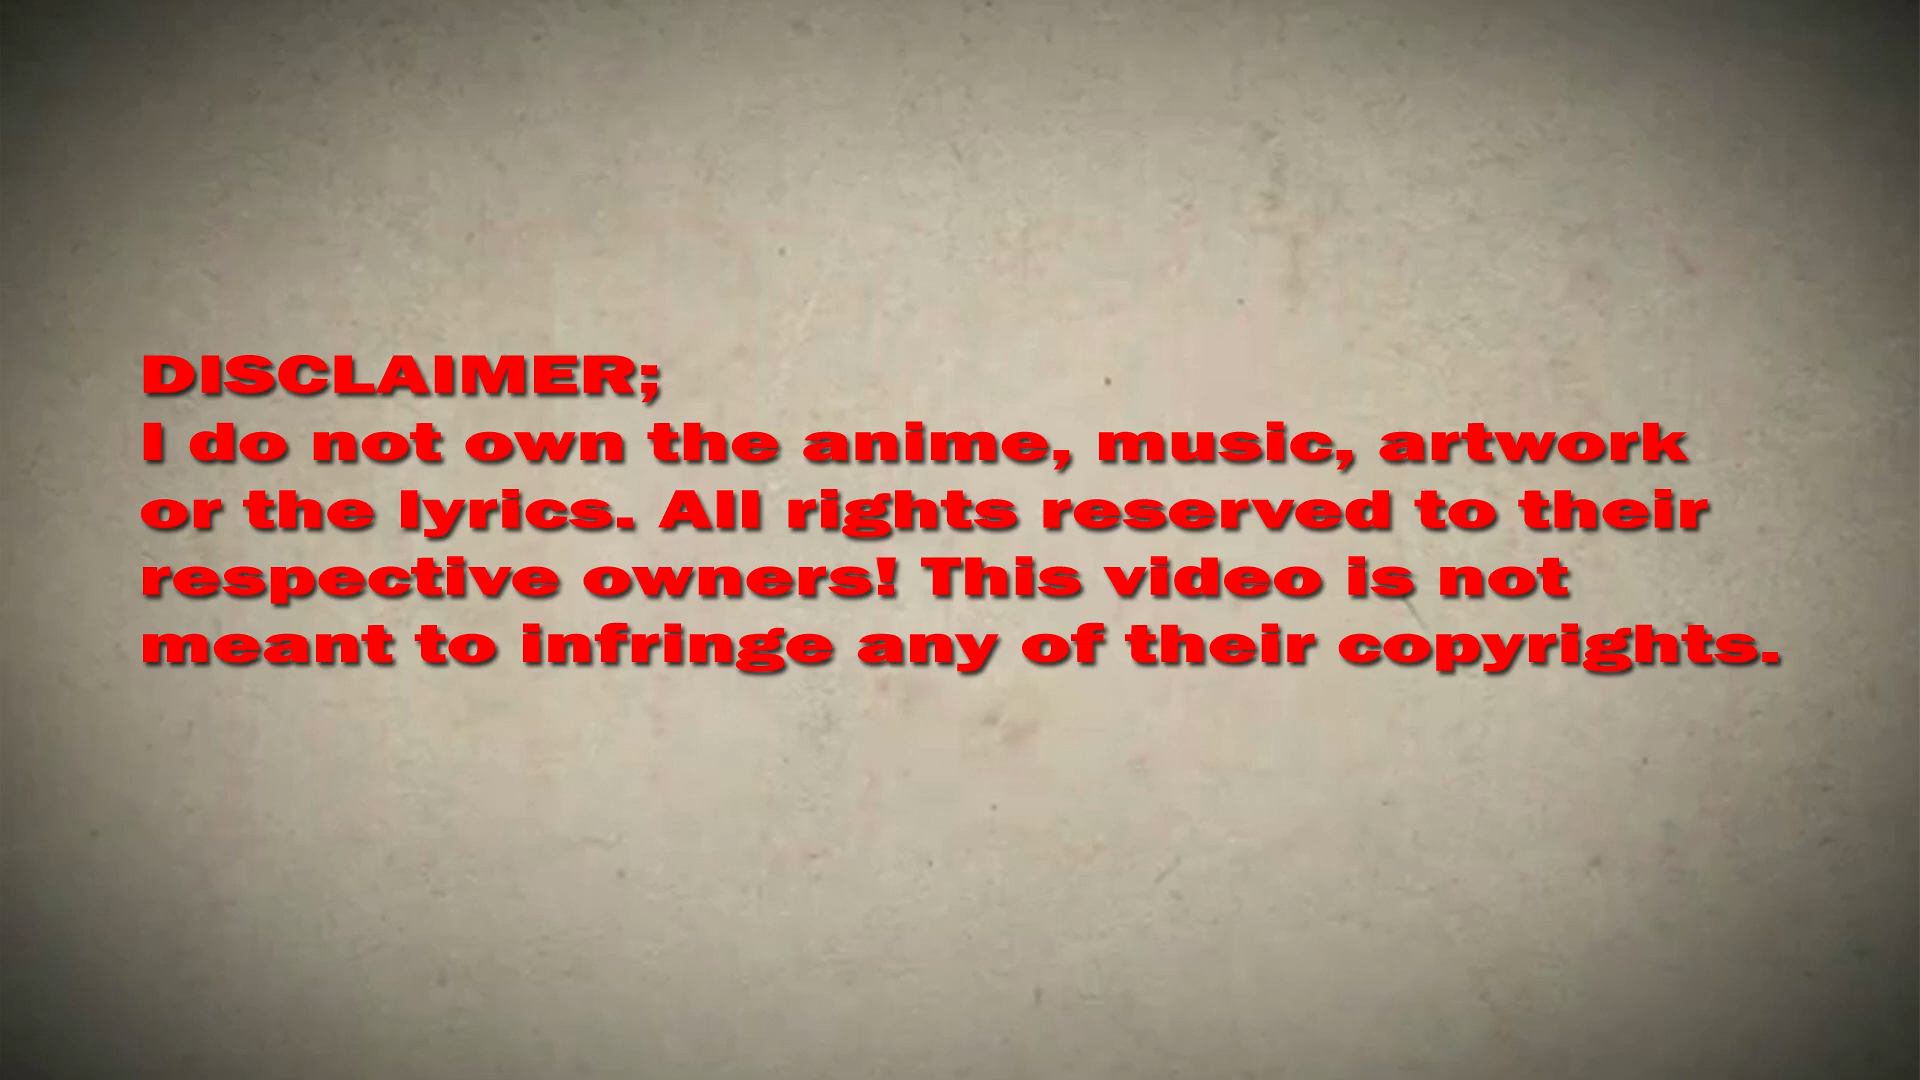 DISCLAIMER;
I do not own the anime, music, artwork
or the lyrics. All rights reserved to their
respective owners! This video is not
meant to infringe any of their copyrights.